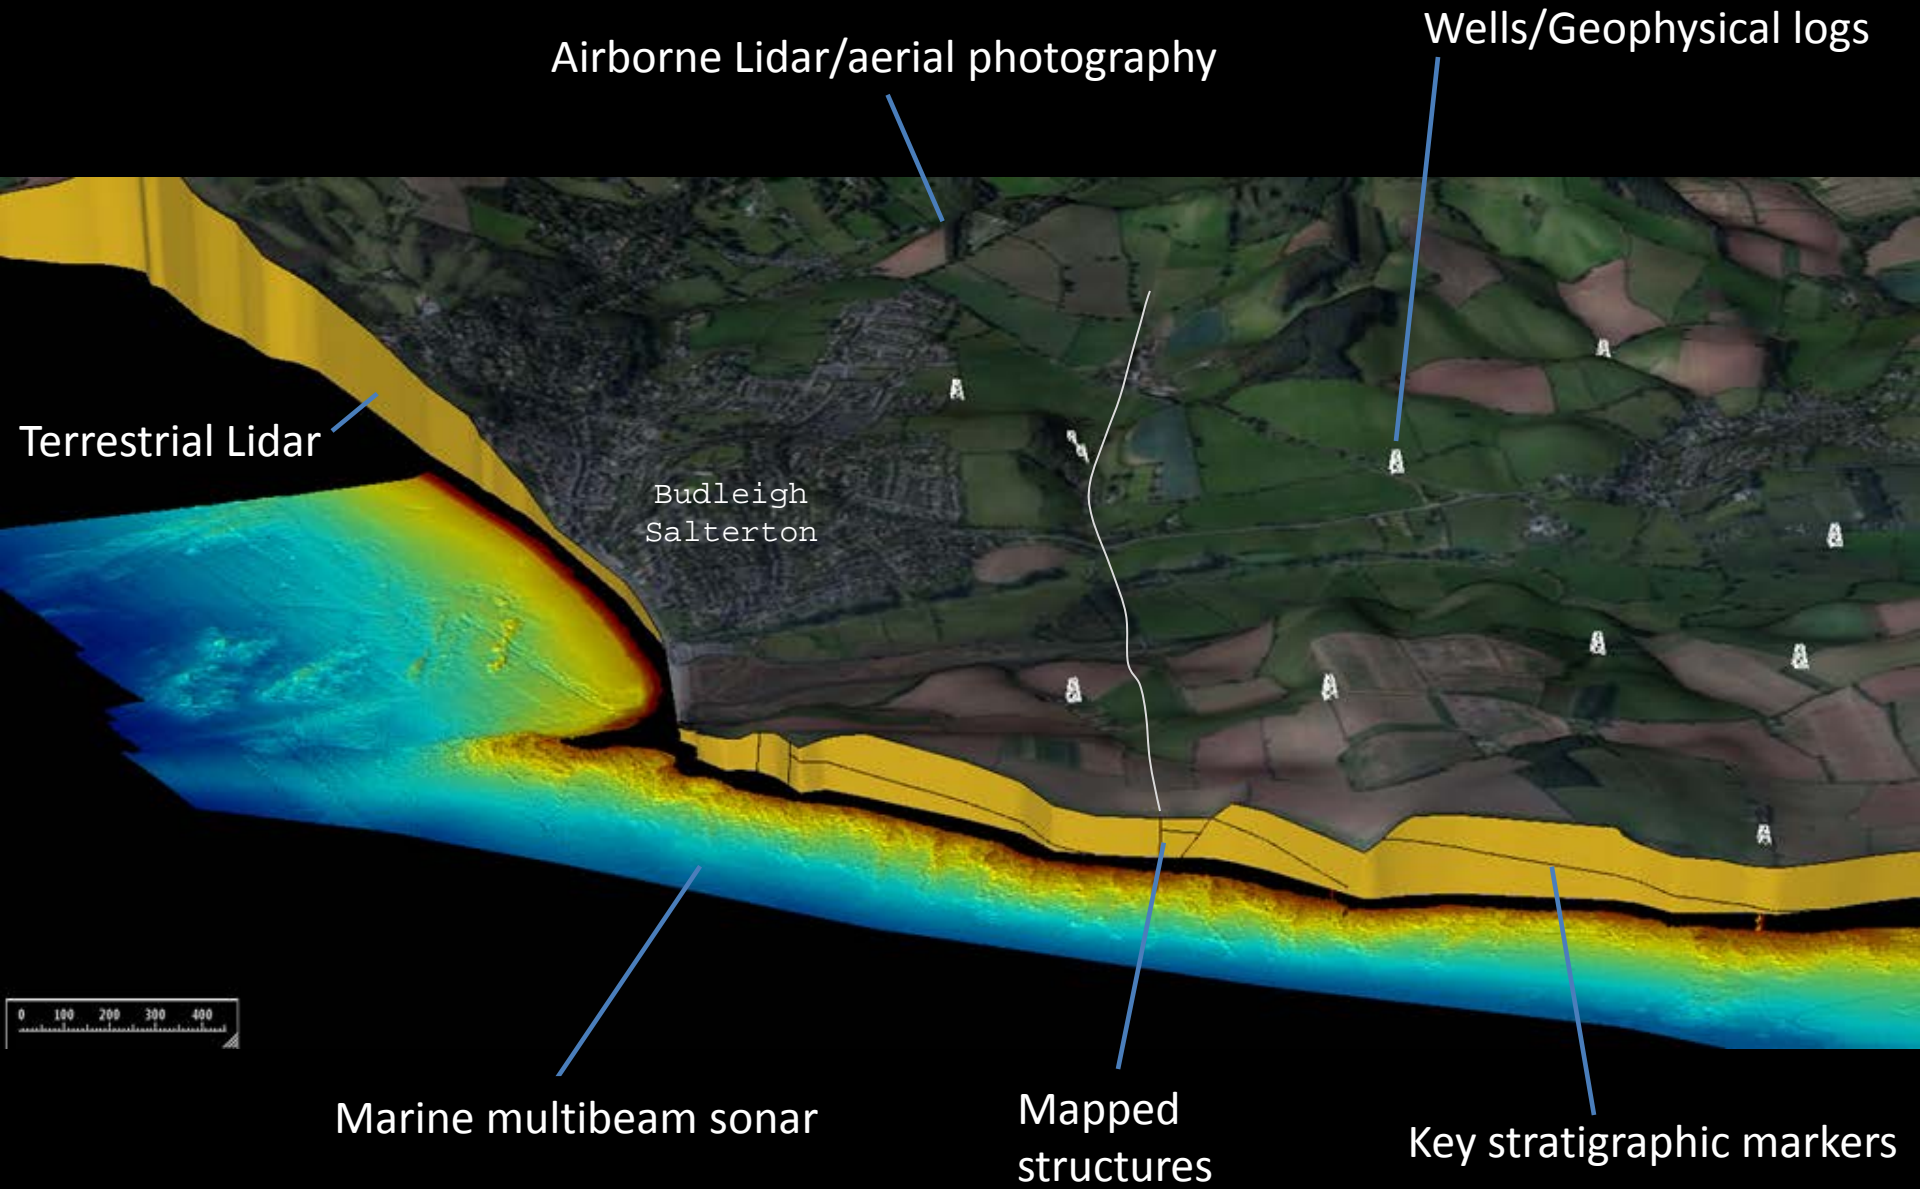 Wells/Geophysical logs
Airborne Lidar/aerial photography
Terrestrial Lidar
Budleigh
Salterton
0 100 200 300 400
Marine multibeam sonar
Mapped
structures
Key stratigraphic markers